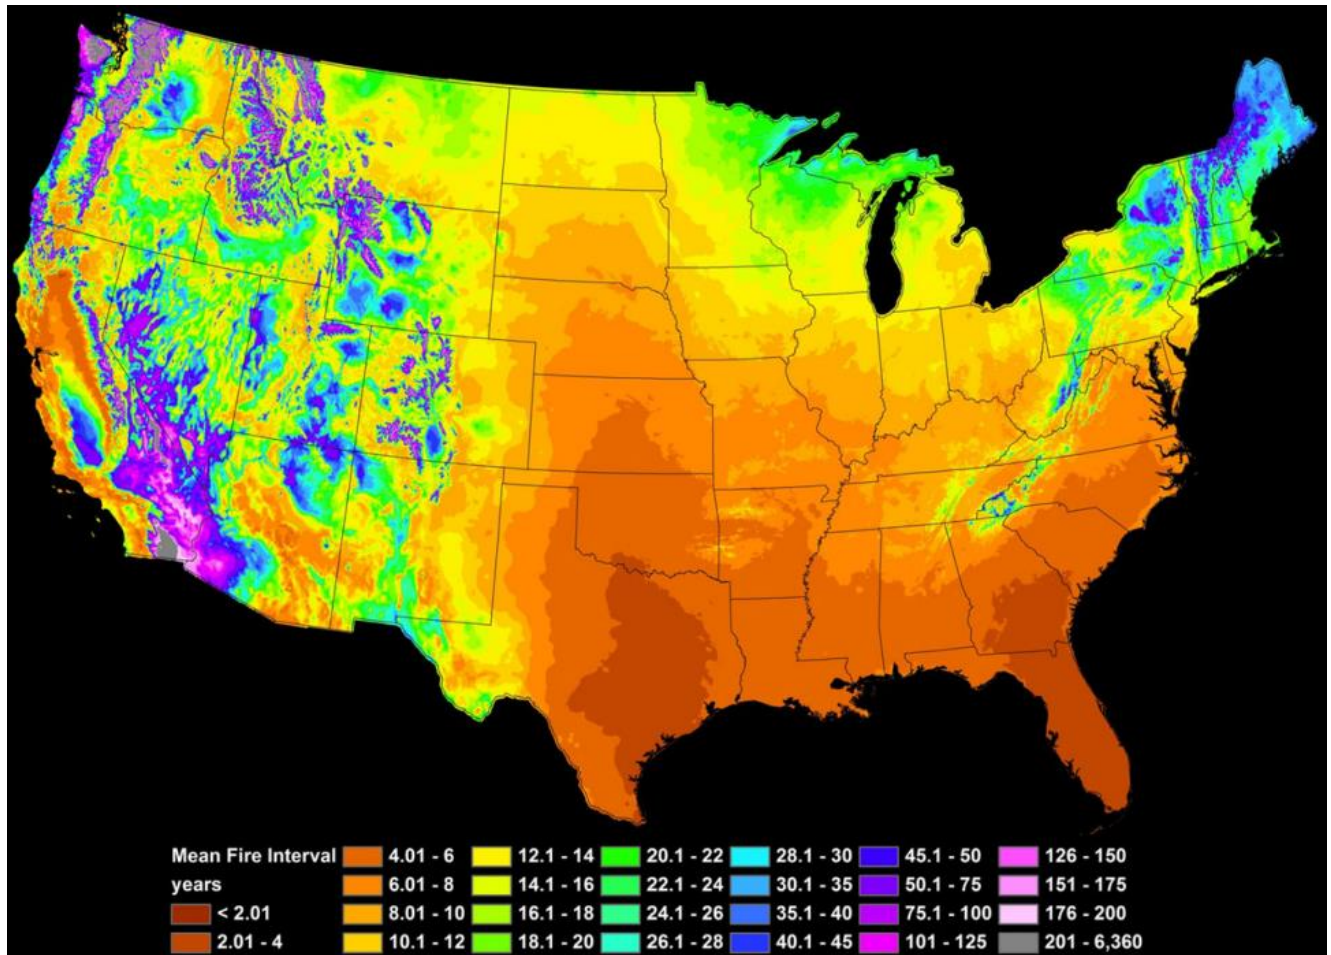 Mean Fire Interval
years
< 2.01
2.01 - 4
4.01 - 6
6.01 - 8
8.01 - 10
10.1 - 12
12.1 - 14
14.1 - 16
16.1 - 18
18.1 - 20
20.1 - 22
22.1 - 24
24.1 - 26
26.1 - 28
28.1 - 30
30.1 - 35
35.1 - 40
40.1 - 45
45.1 - 50
50.1 - 75
75.1 - 100
101 - 125
126 - 150
151 - 175
176 - 200
201 - 6,360